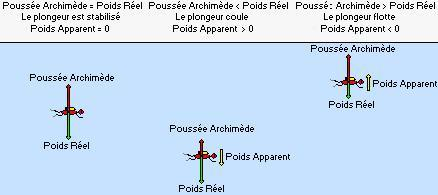 Poussée Archimède = Poids Réel
Le plongeur est stabilisé
Poids Apparent = 0
Poussée Archimède < Poids Réel
Le plongeur coule
Poids Apparent > 0
Poussé: Archimède > Poids Réel
Le plongeur flotte
Poids Apparent < 0
Poussée Archimède
Poids Réel
Poussée Archimède
Poids Apparent
Poids Réel
Poussée Archimède
Poids Apparent
Poids Réel